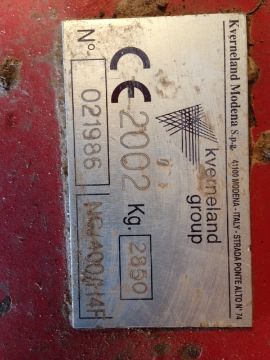 Kverneland Modena S.p.a.
41100 MODENA - ITALY - STRADA PONTE ALTO N° 74
kverneland
group
CE 2002 Kg. 2850
N° 021986